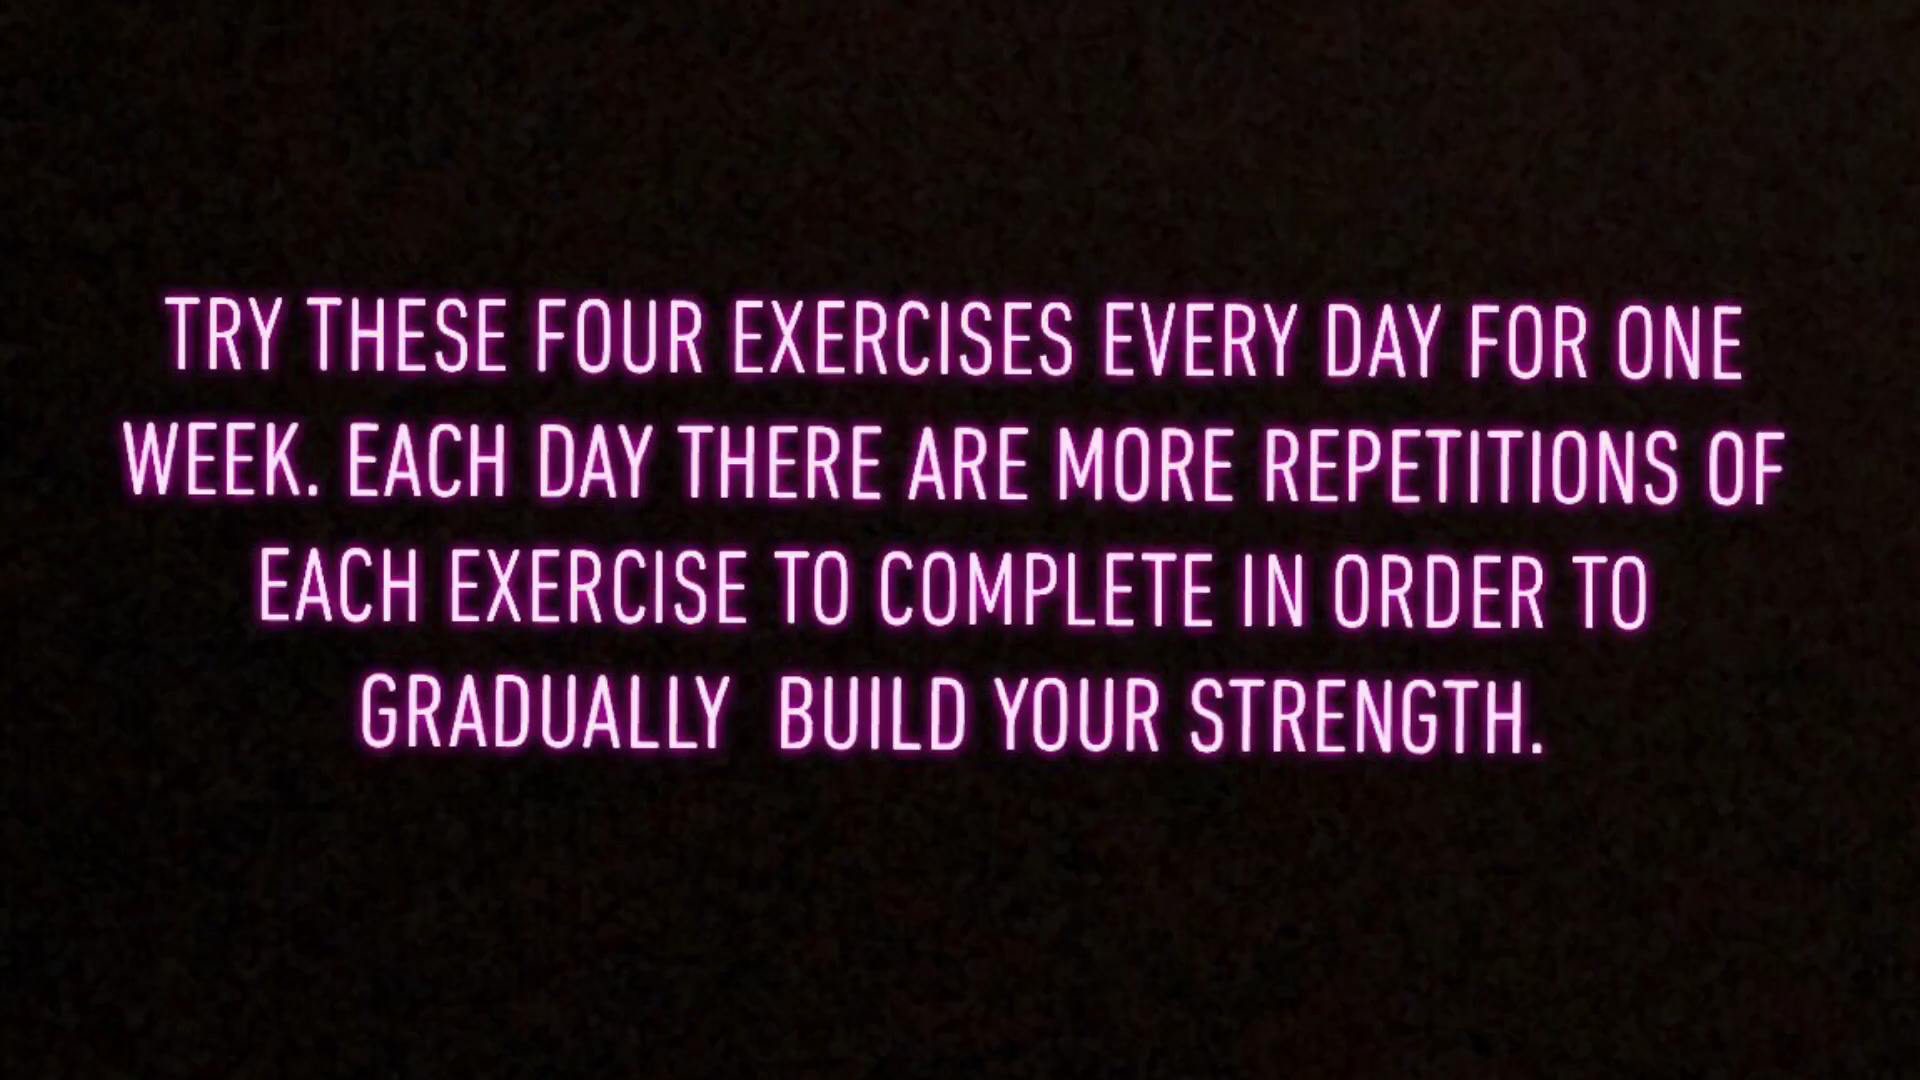 TRY THESE FOUR EXERCISES EVERY DAY FOR ONE
WEEK. EACH DAY THERE ARE MORE REPETITIONS OF
EACH EXERCISE TO COMPLETE IN ORDER TO
GRADUALLY  BUILD YOUR STRENGTH.